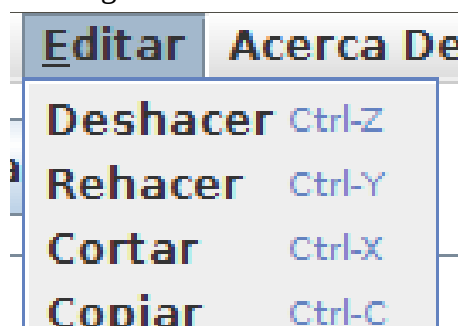 Editar Acerca De
Deshacer Ctrl-Z
Rehacer Ctrl-Y
Cortar Ctrl-X
Copiar Ctrl-C